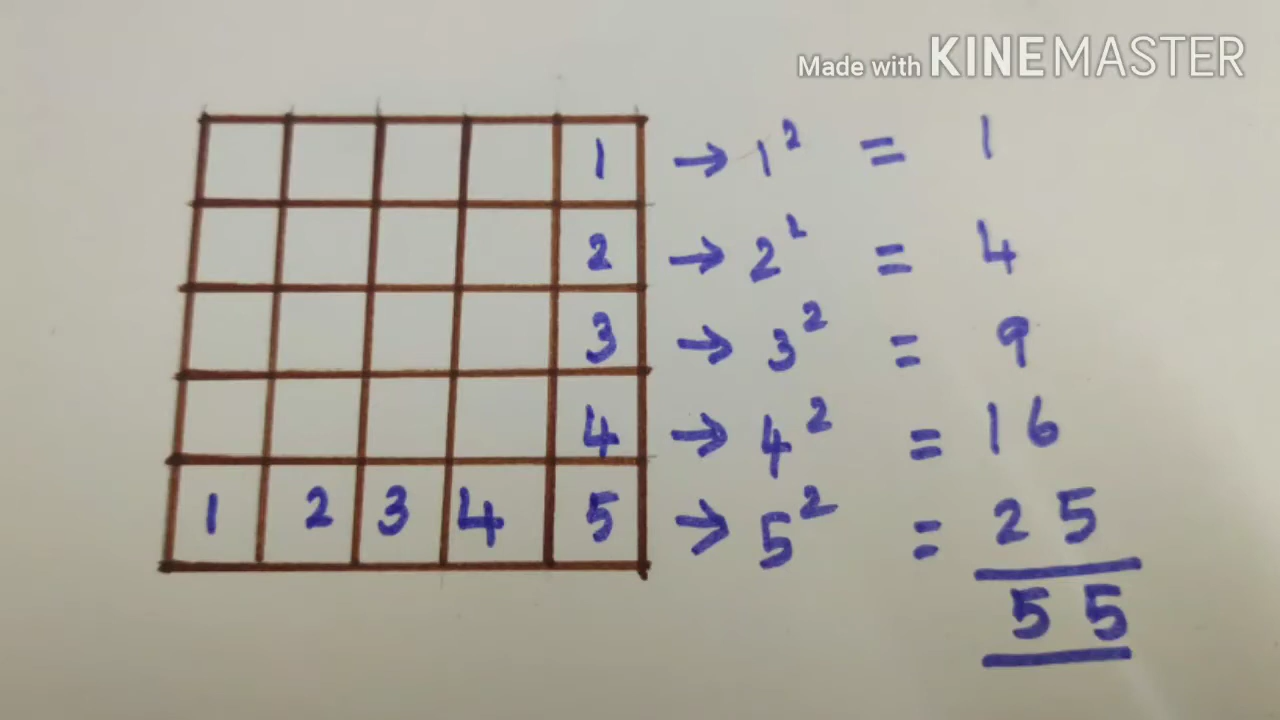 Made with KINEMASTER
1 → 1² = 1
2 → 2² = 4
3 → 3² = 9
4 → 4² = 16
1 2 3 4 5 → 5² = 25
55